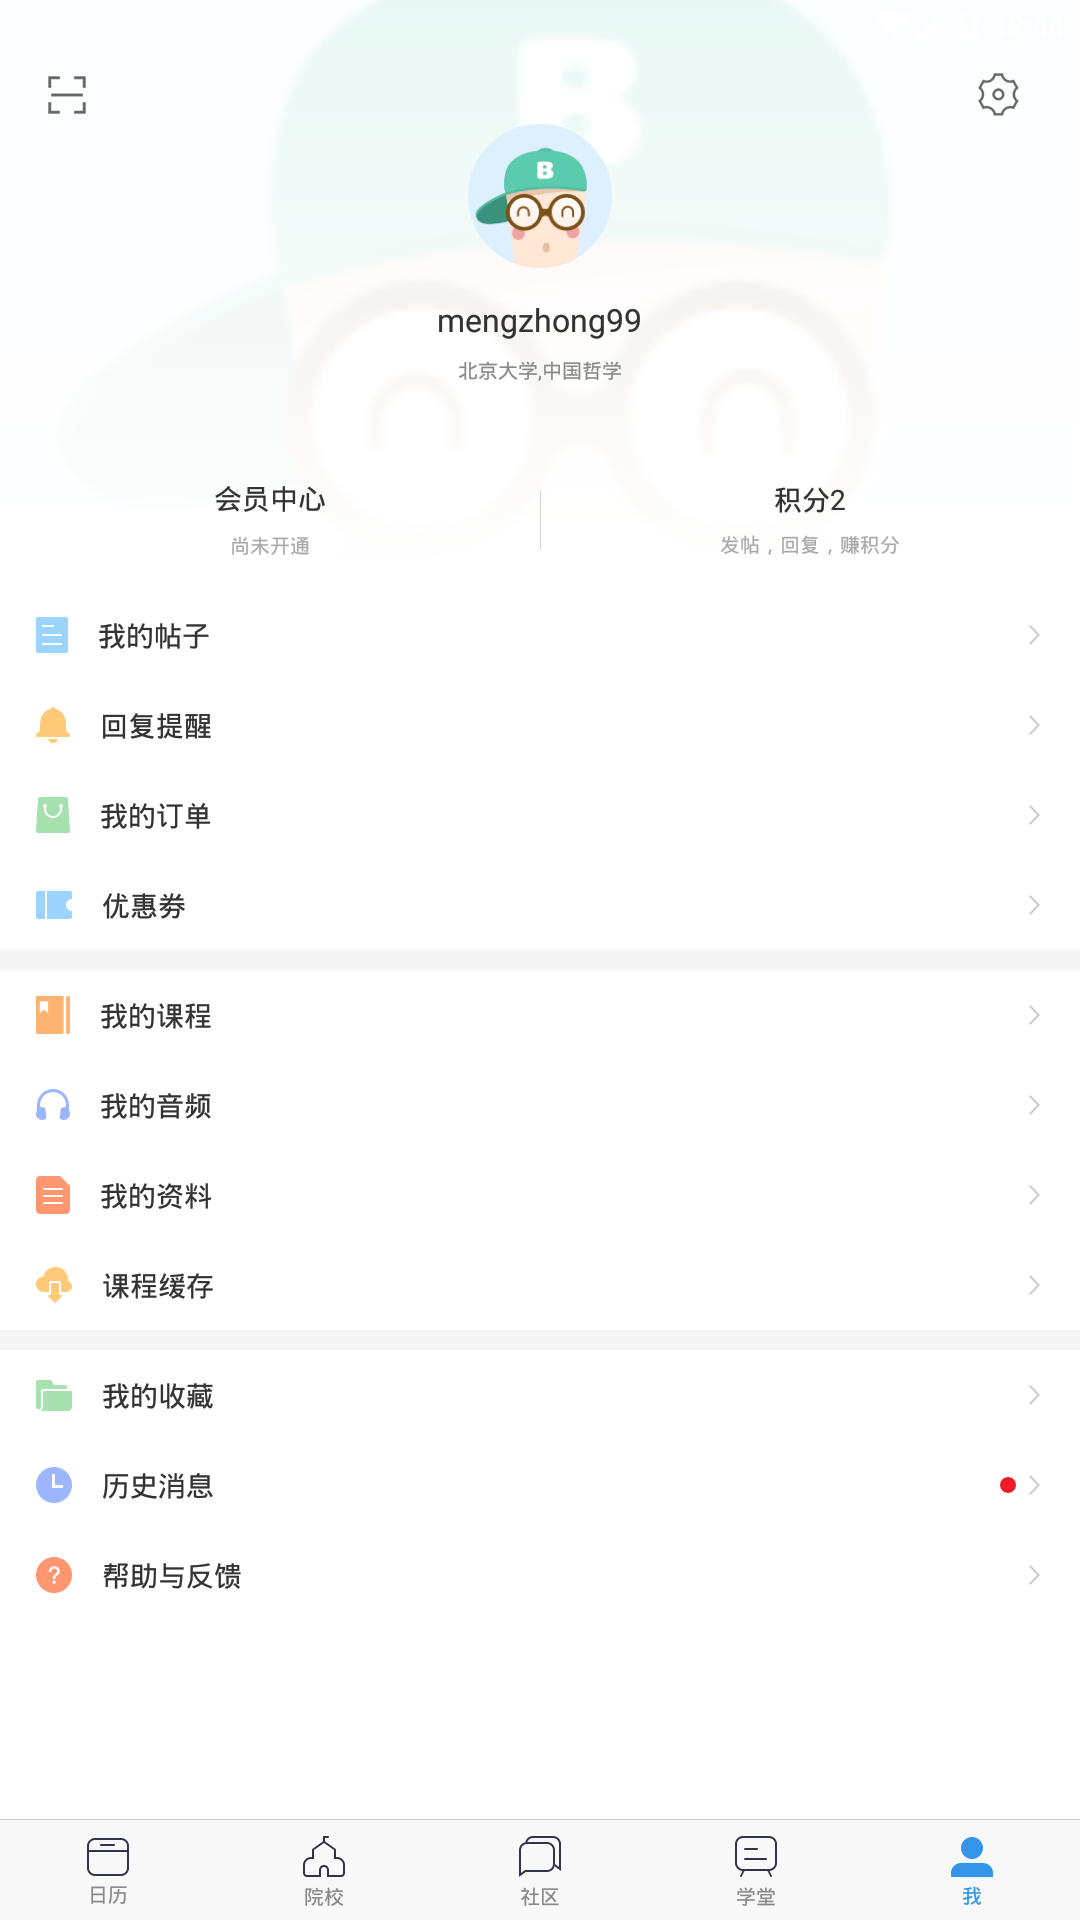 12:44
B
B
mengzhong99
北京大学,中国哲学
会员中心
积分2
尚未开通
发帖，回复，赚积分
我的帖子
回复提醒
我的订单
优惠券
我的课程
我的音频
我的资料
课程缓存
我的收藏
历史消息
帮助与反馈
日历
院校
社区
学堂
我